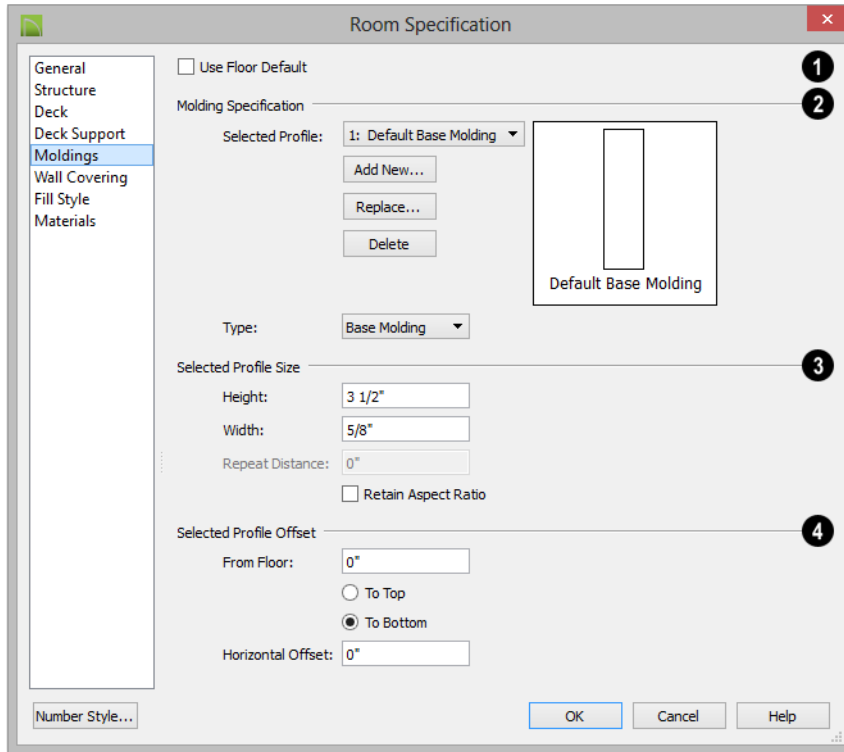 Room Specification
×
General
Structure
Deck
Deck Support
Moldings
Wall Covering
Fill Style
Materials
Use Floor Default
1
Molding Specification
2
Selected Profile: 1: Default Base Molding
Add New...
Replace...
Delete
Default Base Molding
Type: Base Molding
Selected Profile Size
3
Height: 3 1/2"
Width: 5/8"
Repeat Distance: 0"
Retain Aspect Ratio
Selected Profile Offset
4
From Floor: 0"
To Top
To Bottom
Horizontal Offset: 0"
Number Style... OK Cancel Help